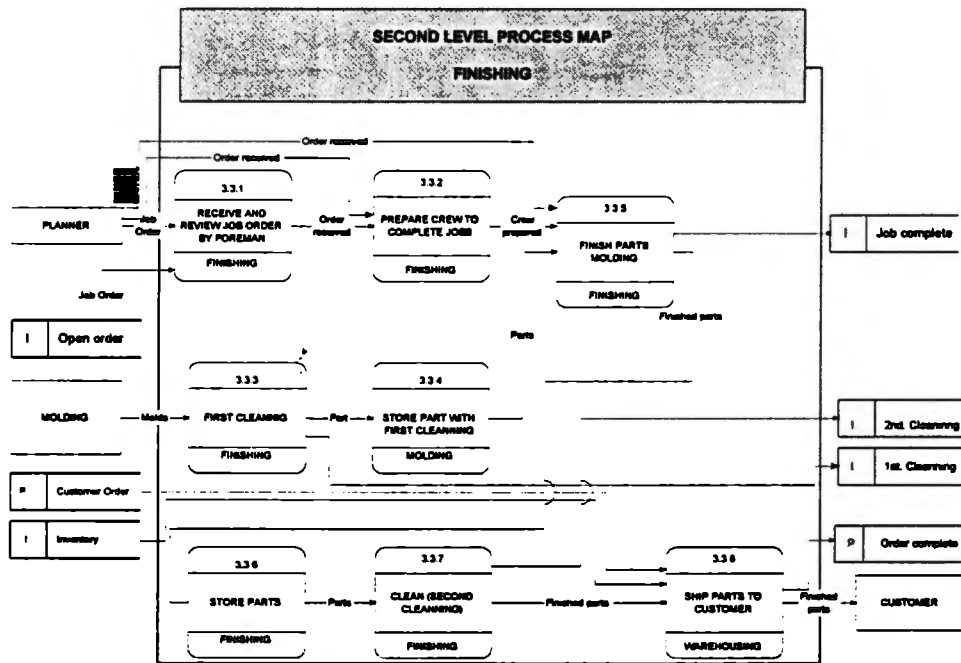 SECOND LEVEL PROCESS MAP
FINISHING
Order received
Order received
3.3.1
3.3.2
3.3.5
PLANNER
Job
Order
RECEIVE AND
REVIEW JOB ORDER
BY FOREMAN
Order
received
PREPARE CREW TO
COMPLETE JOBS
Crew
prepared
FINISH PARTS
MOLDING
I
Job complete
FINISHING
FINISHING
FINISHING
Job Order
Finished parts
I
Open order
Parts
3.3.3
3.3.4
MOLDING
Molds
FIRST CLEANNIG
Part
STORE PART WITH
FIRST CLEANNING
I
2nd. Cleanning
FINISHING
MOLDING
I
1st. Cleanning
P
Customer Order
I
Inventory
P
Order complete
3.3.6
3.3.7
3.3.8
STORE PARTS
Parts
CLEAN (SECOND
CLEANNING)
Finished parts
SHIP PARTS TO
CUSTOMER
Finished
parts
CUSTOMER
FINISHING
FINISHING
WAREHOUSING